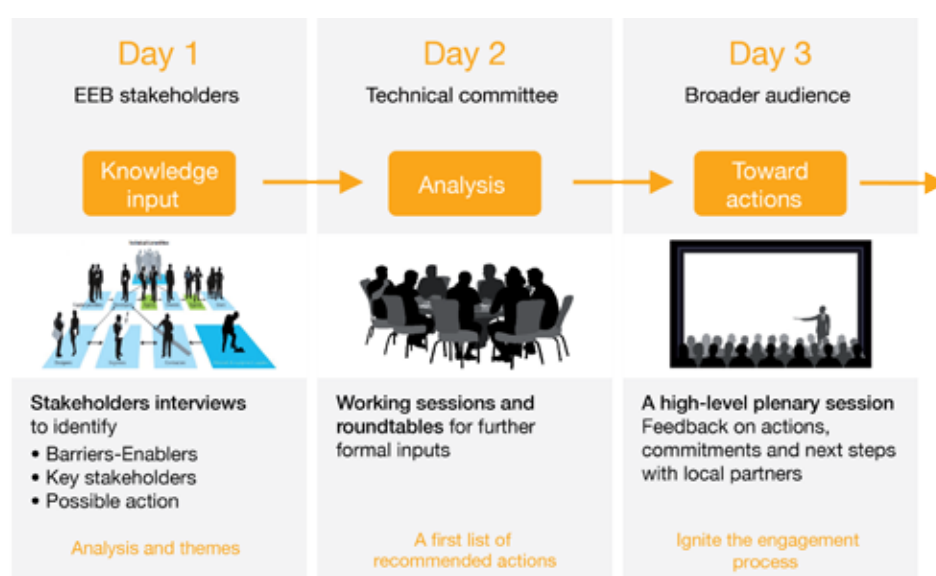 Day 1
EEB stakeholders
Knowledge
input
Stakeholders interviews
to identify
• Barriers-Enablers
• Key stakeholders
• Possible action
Analysis and themes
Day 2
Technical committee
Analysis
Working sessions and
roundtables for further
formal inputs
A first list of
recommended actions
Day 3
Broader audience
Toward
actions
A high-level plenary session
Feedback on actions,
commitments and next steps
with local partners
Ignite the engagement
process